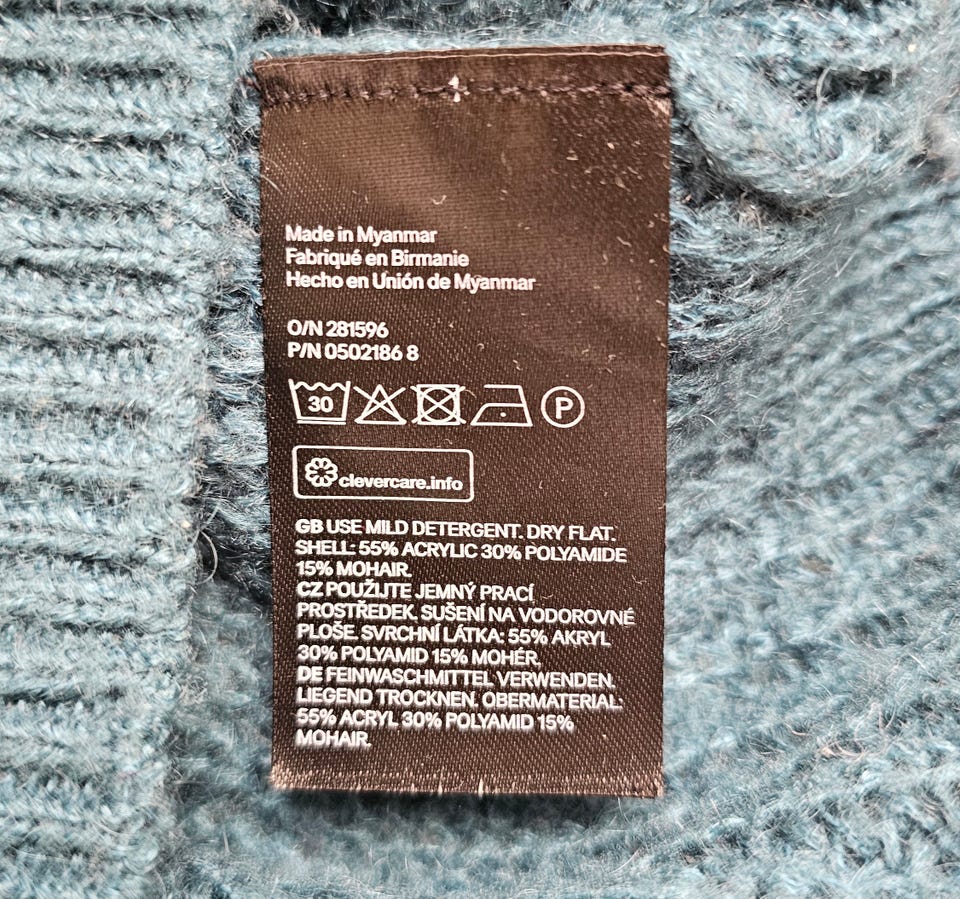 Made in Myanmar
Fabriqué en Birmanie
Hecho en Unión de Myanmar
O/N 281596
P/N 0502186 8
30 P
clevercare.info
GB USE MILD DETERGENT. DRY FLAT.
SHELL: 55% ACRYLIC 30% POLYAMIDE
15% MOHAIR.
CZ POUŽIJTE JEMNÝ PRACÍ
PROSTŘEDEK. SUŠENÍ NA VODOROVNÉ
PLOŠE. SVRCHNÍ LÁTKA: 55% AKRYL
30% POLYAMID 15% MOHÉR.
DE FEINWASCHMITTEL VERWENDEN.
LIEGEND TROCKNEN. OBERMATERIAL:
55% ACRYL 30% POLYAMID 15%
MOHAIR.